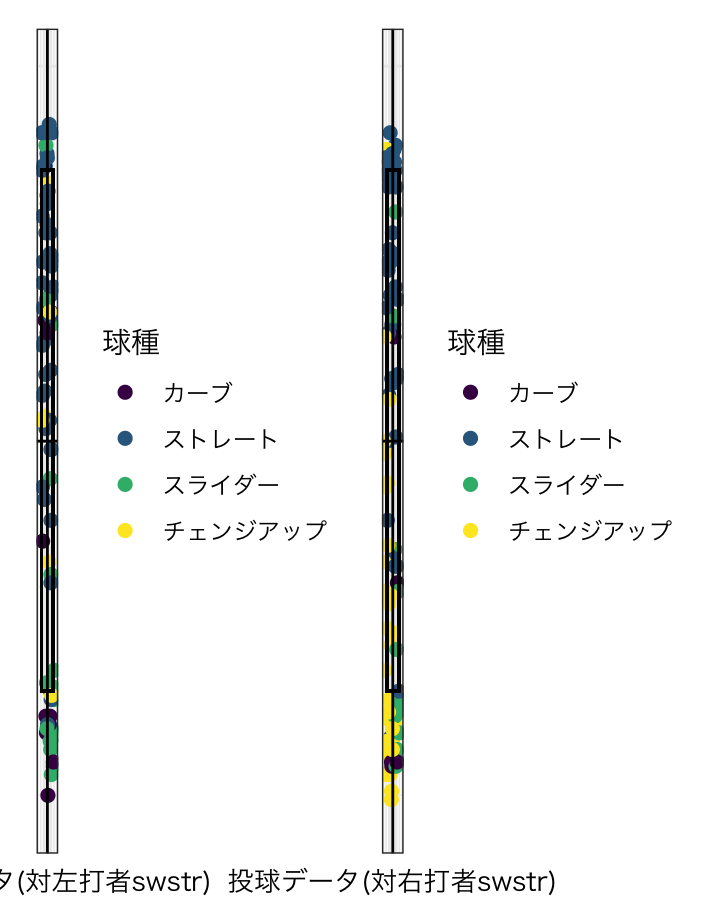 球種
カーブ
ストレート
スライダー
チェンジアップ
球種
カーブ
ストレート
スライダー
チェンジアップ
タ(対左打者swstr)
投球データ(対右打者swstr)